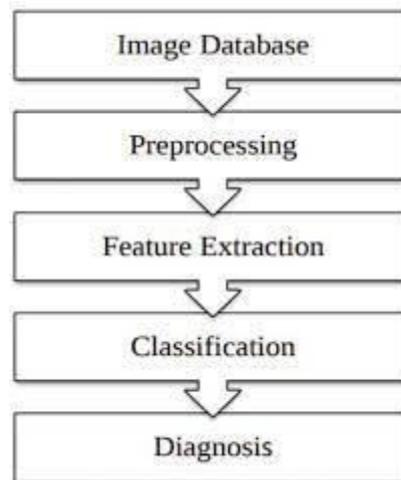 Image Database
Preprocessing
Feature Extraction
Classification
Diagnosis